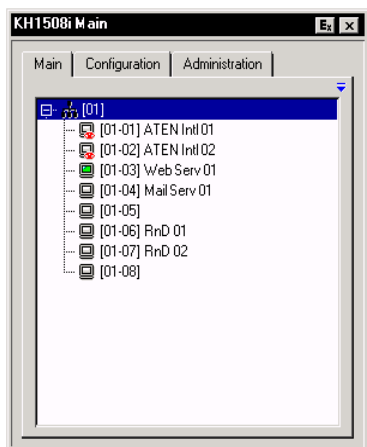 KH1508i Main Ex ×
Main Configuration Administration
[01]
[01-01] ATEN Intl 01
[01-02] ATEN Intl 02
[01-03] Web Serv 01
[01-04] Mail Serv 01
[01-05]
[01-06] RnD 01
[01-07] RnD 02
[01-08]